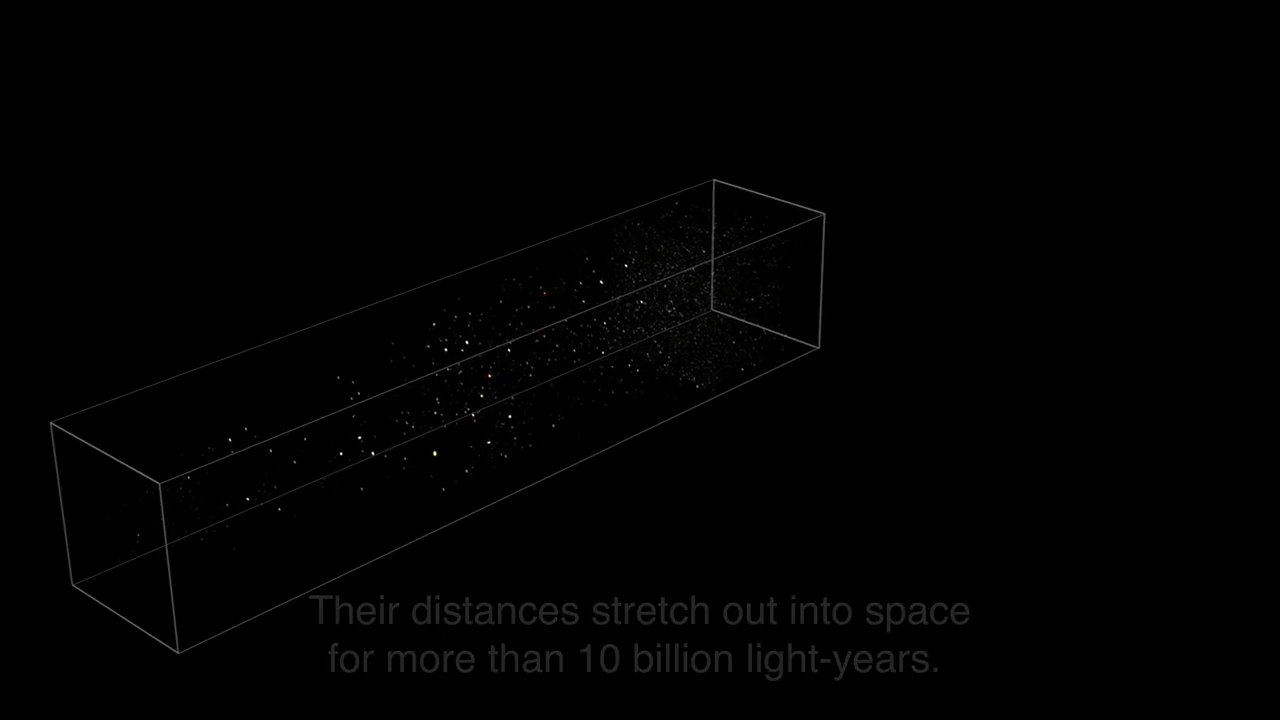 Their distances stretch out into space
for more than 10 billion light-years.